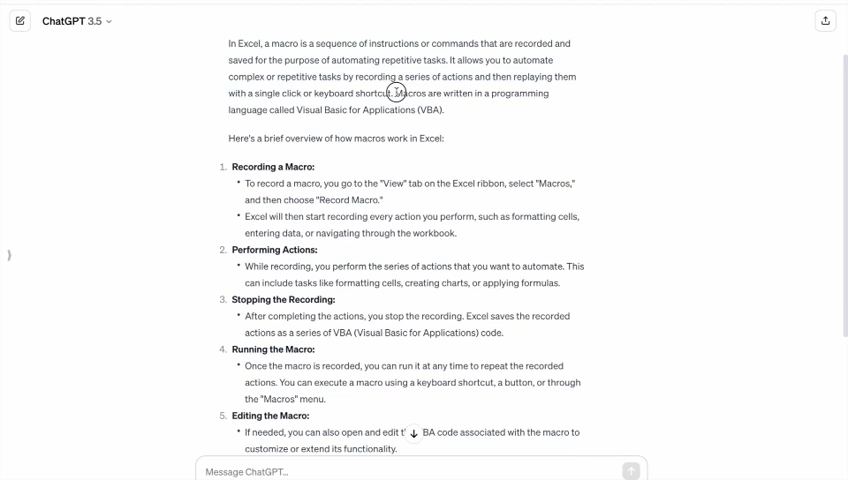 ChatGPT 3.5
In Excel, a macro is a sequence of instructions or commands that are recorded and
saved for the purpose of automating repetitive tasks. It allows you to automate
complex or repetitive tasks by recording a series of actions and then replaying them
with a single click or keyboard shortcut. Macros are written in a programming
language called Visual Basic for Applications (VBA).
Here's a brief overview of how macros work in Excel:
1. Recording a Macro:
• To record a macro, you go to the "View" tab on the Excel ribbon, select "Macros,"
and then choose "Record Macro."
• Excel will then start recording every action you perform, such as formatting cells,
entering data, or navigating through the workbook.
2. Performing Actions:
• While recording, you perform the series of actions that you want to automate. This
can include tasks like formatting cells, creating charts, or applying formulas.
3. Stopping the Recording:
• After completing the actions, you stop the recording. Excel saves the recorded
actions as a series of VBA (Visual Basic for Applications) code.
4. Running the Macro:
• Once the macro is recorded, you can run it at any time to repeat the recorded
actions. You can execute a macro using a keyboard shortcut, a button, or through
the "Macros" menu.
5. Editing the Macro:
• If needed, you can also open and edit t BA code associated with the macro to
customize or extend its functionality.
Message ChatGPT...